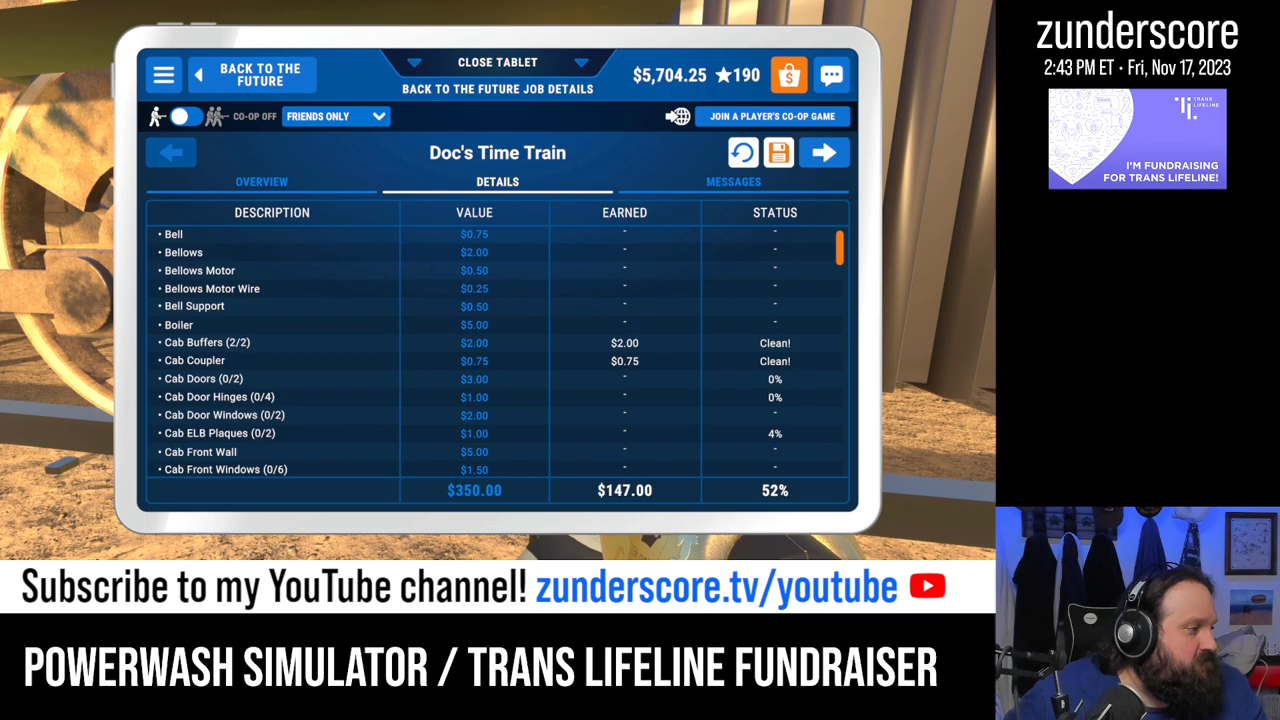 BACK TO THE
FUTURE
CLOSE TABLET
BACK TO THE FUTURE JOB DETAILS
$5,704.25 ★190
CO-OP OFF
FRIENDS ONLY
JOIN A PLAYER'S CO-OP GAME
Doc's Time Train
OVERVIEW DETAILS MESSAGES
DESCRIPTION VALUE EARNED STATUS
• Bell $0.75 - -
• Bellows $2.00 - -
• Bellows Motor $0.50 - -
• Bellows Motor Wire $0.25 - -
• Bell Support $0.50 - -
• Boiler $5.00 - -
• Cab Buffers (2/2) $2.00 $2.00 Clean!
• Cab Coupler $0.75 $0.75 Clean!
• Cab Doors (0/2) $3.00 - 0%
• Cab Door Hinges (0/4) $1.00 - 0%
• Cab Door Windows (0/2) $2.00 - -
• Cab ELB Plaques (0/2) $1.00 - 4%
• Cab Front Wall $5.00 - -
• Cab Front Windows (0/6) $1.50 - -
$350.00 $147.00 52%
zunderscore
2:43 PM ET • Fri, Nov 17, 2023
TRANS
LIFELINE
I'M FUNDRAISING
FOR TRANS LIFELINE!
Subscribe to my YouTube channel! zunderscore.tv/youtube
POWERWASH SIMULATOR / TRANS LIFELINE FUNDRAISER